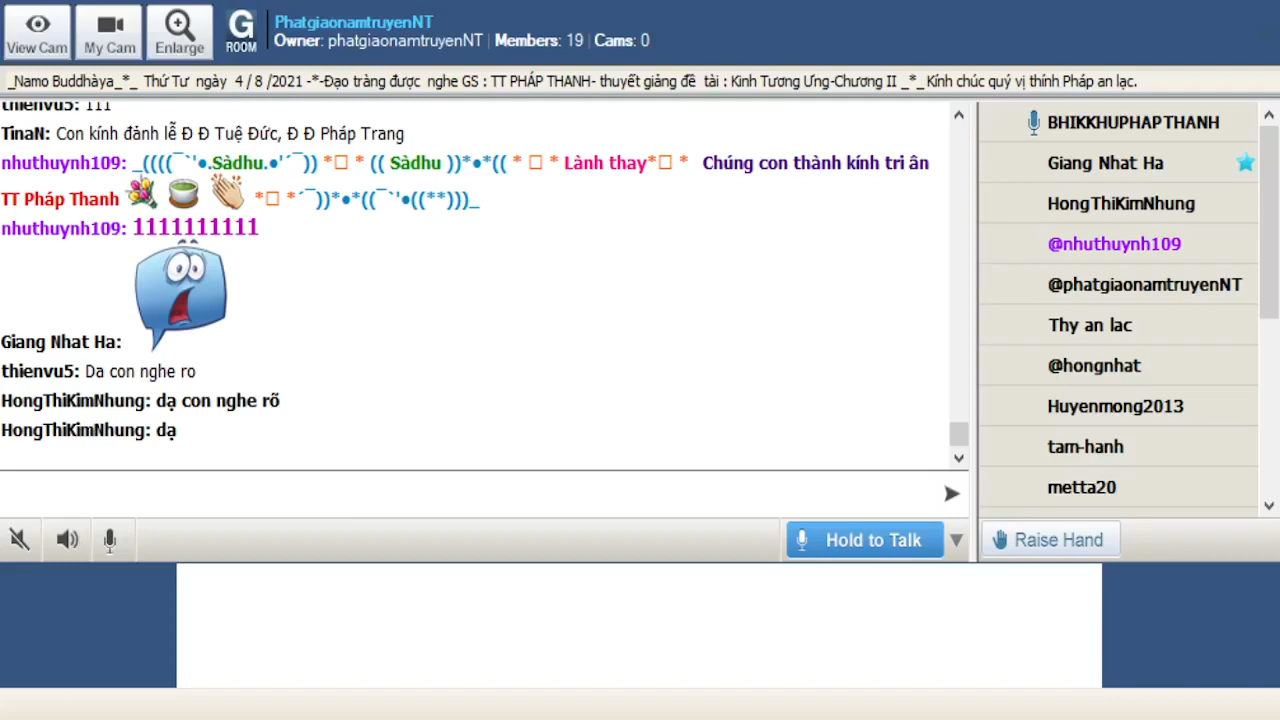 View Cam
My Cam
Enlarge
G
ROOM
PhatgiaonamtruyenNT
Owner: phatgiaonamtruyenNT | Members: 19 | Cams: 0
_Namo Buddhàya_*_ Thứ Tư ngày 4 / 8 /2021 -*-Đạo tràng được nghe GS : TT PHÁP THANH- thuyết giảng đề tài : Kinh Tương Ưng-Chương II _*_ Kính chúc quý vị thính Pháp an lạc.
thienvu5: 111
TinaN: Con kính đảnh lễ Đ Đ Tuệ Đức, Đ Đ Pháp Trang
nhuthuynh109: _((((¯`'●.Sàdhu.●'´¯)) *□ * (( Sàdhu ))*●*(( * □ * Lành thay*□ * Chúng con thành kính tri ân
TT Pháp Thanh *□ *´¯))*●*((¯`'●((**)))_
nhuthuynh109: 1111111111
Giang Nhat Ha:
thienvu5: Da con nghe ro
HongThiKimNhung: dạ con nghe rõ
HongThiKimNhung: dạ
Hold to Talk
BHIKKHUPHAPTHANH
Giang Nhat Ha
HongThiKimNhung
@nhuthuynh109
@phatgiaonamtruyenNT
Thy an lac
@hongnhat
Huyenmong2013
tam-hanh
metta20
Raise Hand